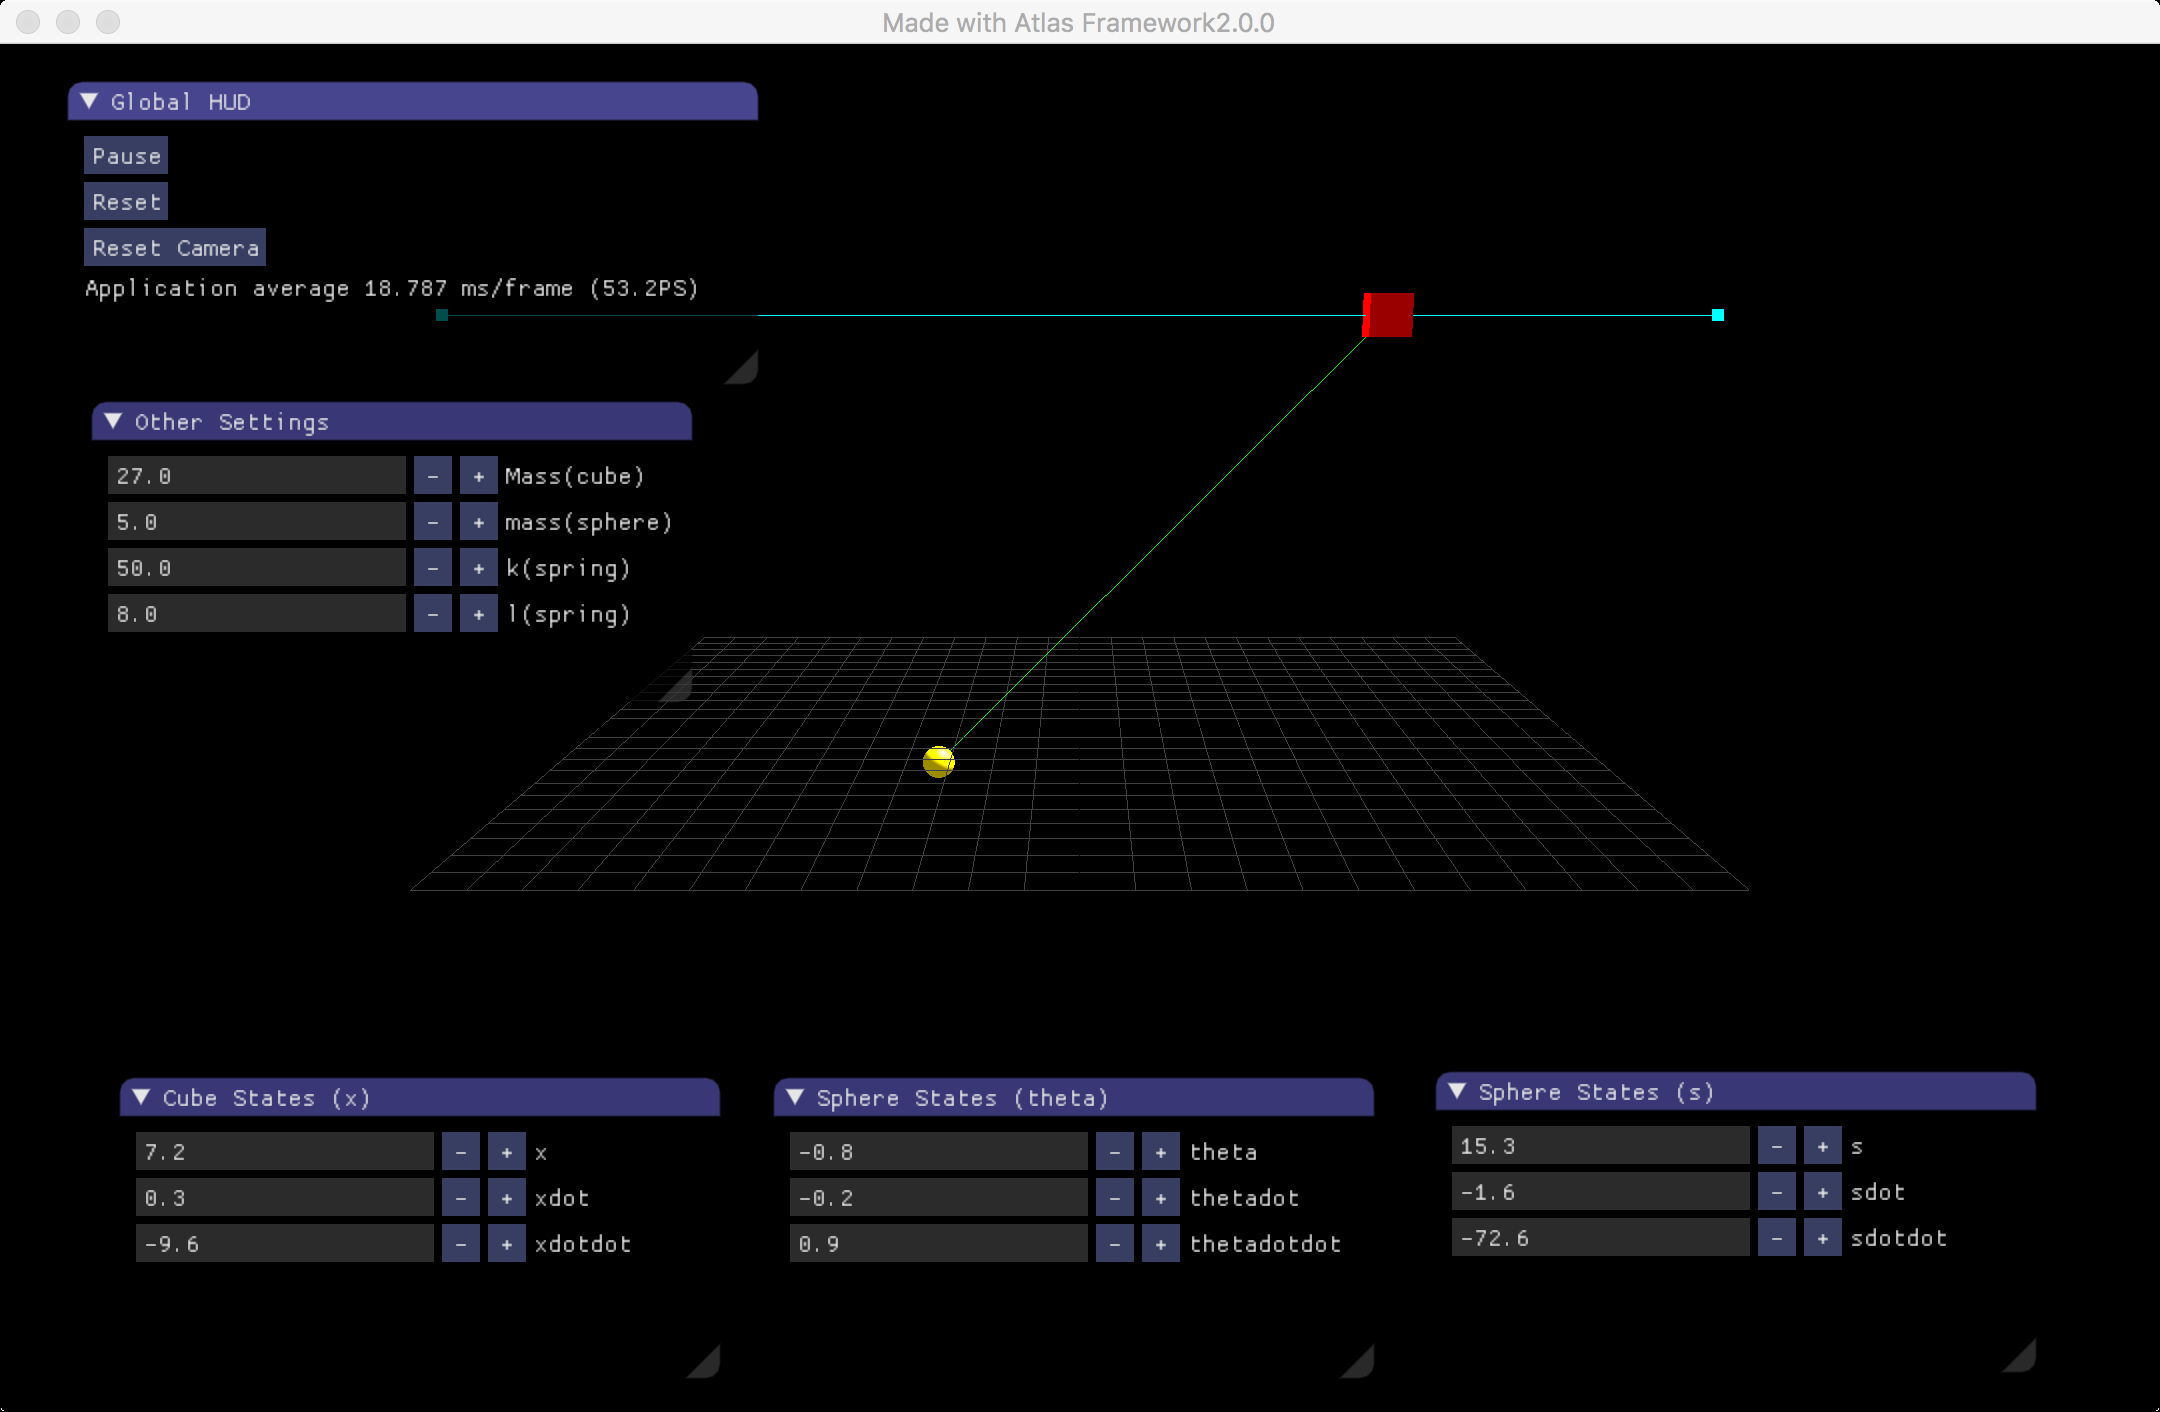 Made with Atlas Framework2.0.0
Global HUD
Pause
Reset
Reset Camera
Application average 18.787 ms/frame (53.2PS)
Other Settings
27.0 - + Mass(cube)
5.0 - + mass(sphere)
50.0 - + k(spring)
8.0 - + l(spring)
Cube States (x)
7.2 - + x
0.3 - + xdot
-9.6 - + xdotdot
Sphere States (theta)
-0.8 - + theta
-0.2 - + thetadot
0.9 - + thetadotdot
Sphere States (s)
15.3 - + s
-1.6 - + sdot
-72.6 - + sdotdot